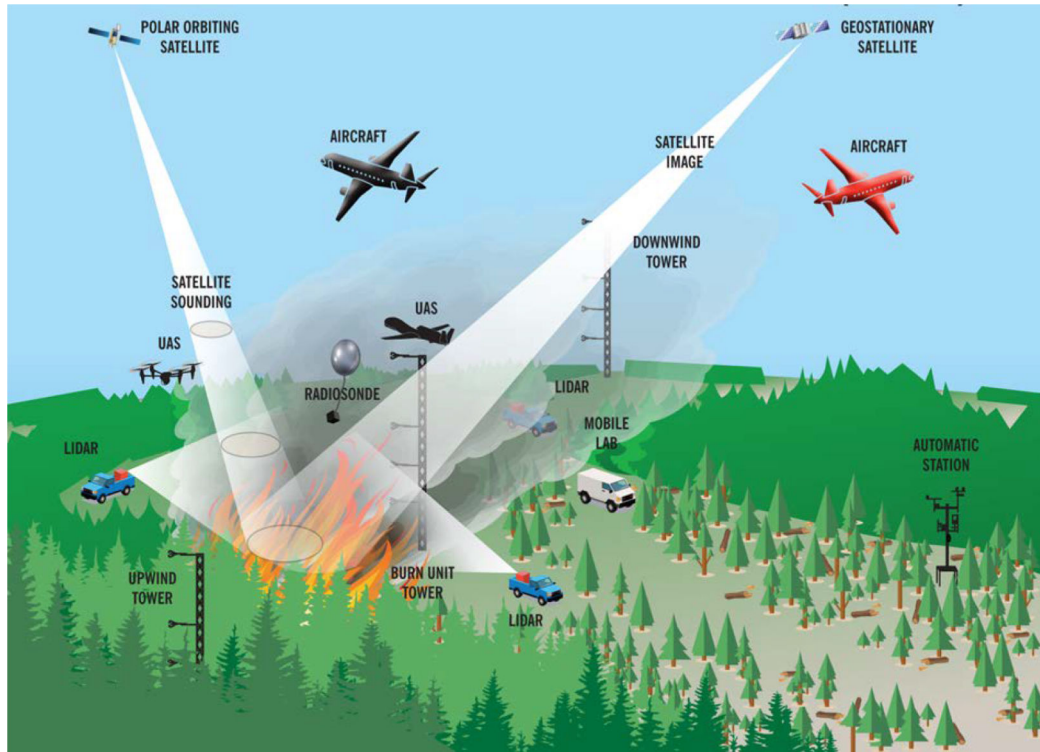 POLAR ORBITING
SATELLITE
GEOSTATIONARY
SATELLITE
AIRCRAFT
SATELLITE
IMAGE
AIRCRAFT
DOWNWIND
TOWER
SATELLITE
SOUNDING
UAS
UAS
RADIOSONDE
LIDAR
MOBILE
LAB
LIDAR
AUTOMATIC
STATION
UPWIND
TOWER
BURN UNIT
TOWER
LIDAR